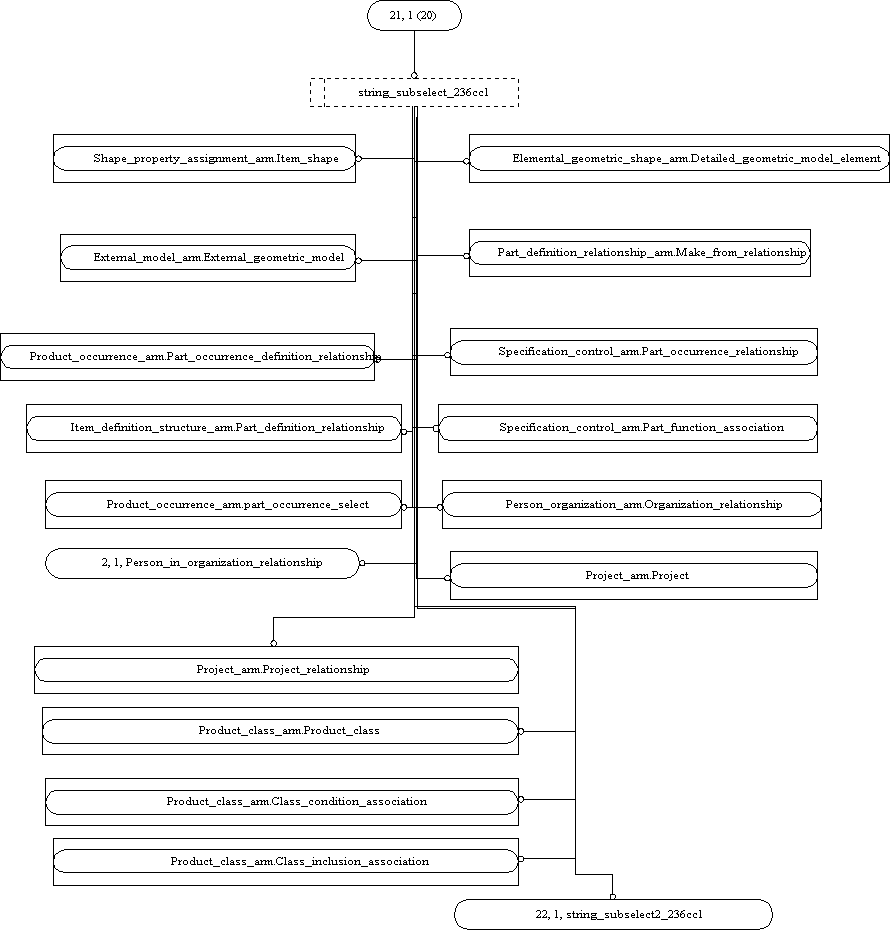 21, 1 (20)
string_subselect_236cc1
Shape_property_assignment_arm.Item_shape
Elemental_geometric_shape_arm.Detailed_geometric_model_element
External_model_arm.External_geometric_model
Part_definition_relationship_arm.Make_from_relationship
Product_occurrence_arm.Part_occurrence_definition_relationship
Specification_control_arm.Part_occurrence_relationship
Item_definition_structure_arm.Part_definition_relationship
Specification_control_arm.Part_function_association
Product_occurrence_arm.part_occurrence_select
Person_organization_arm.Organization_relationship
2, 1, Person_in_organization_relationship
Project_arm.Project
Project_arm.Project_relationship
Product_class_arm.Product_class
Product_class_arm.Class_condition_association
Product_class_arm.Class_inclusion_association
22, 1, string_subselect2_236cc1